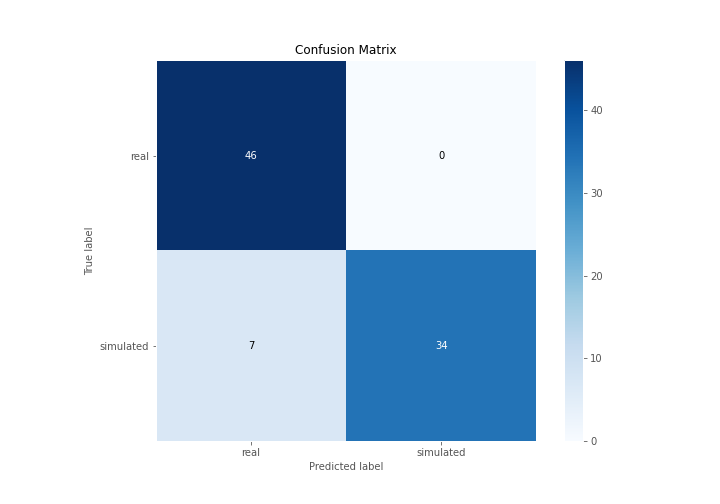 Confusion Matrix
True label
real
46
0
simulated
7
34
real
simulated
Predicted label
40
30
20
10
0